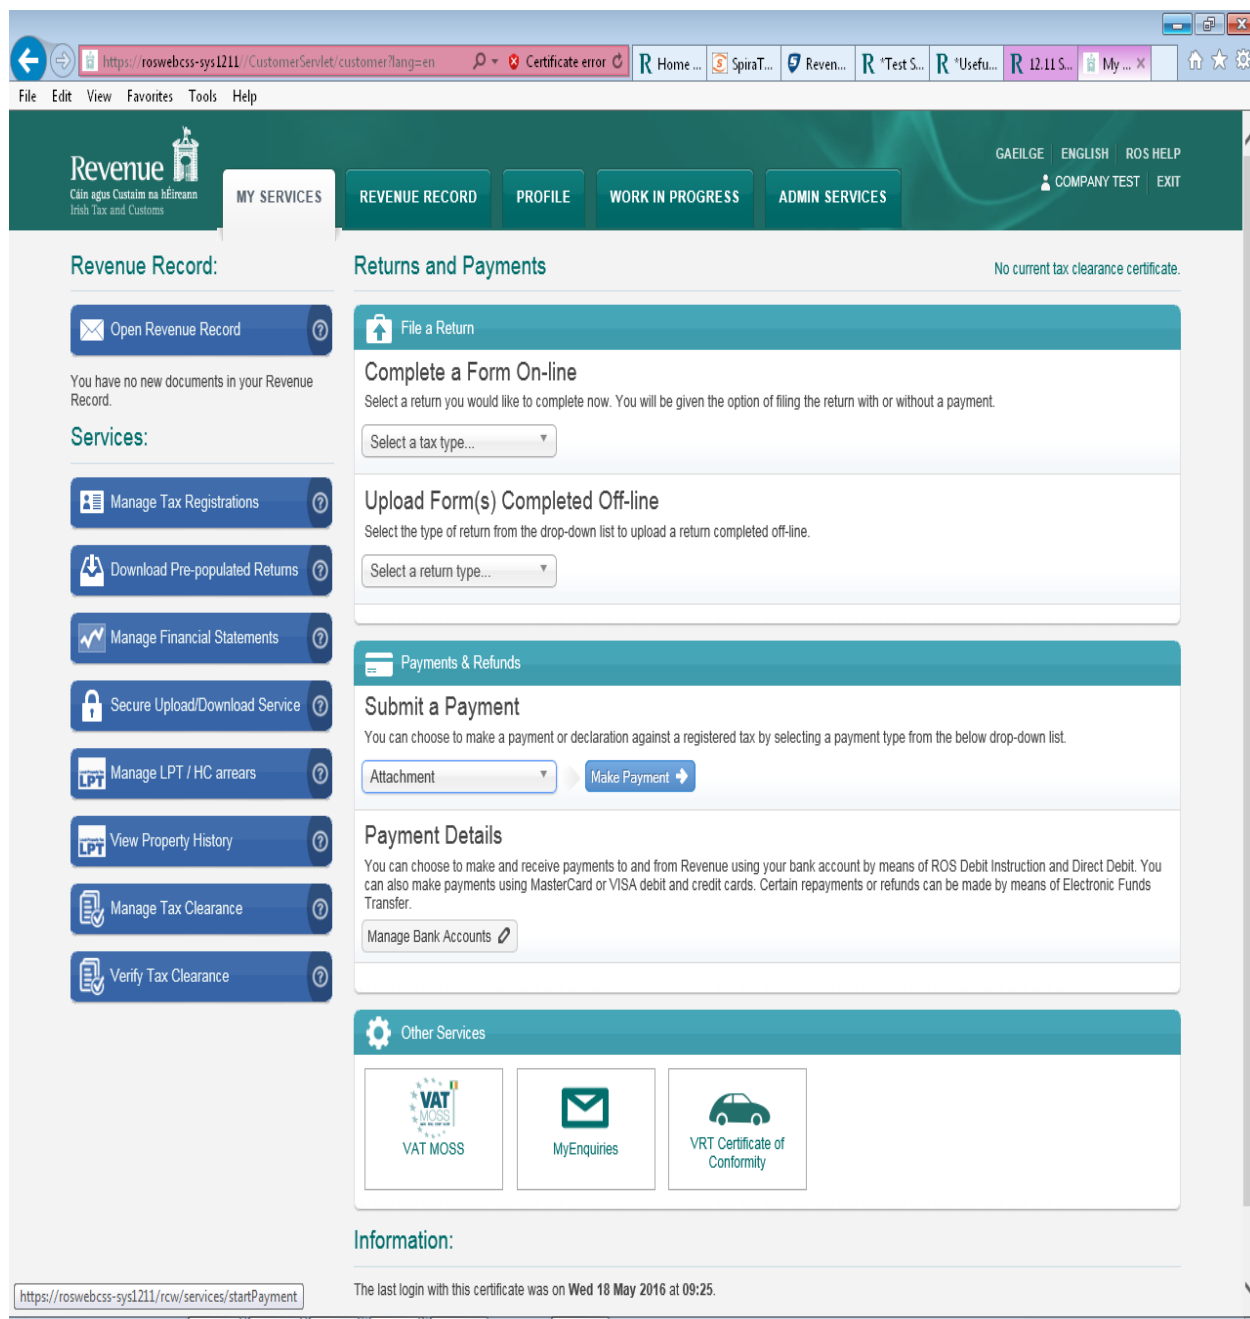 https://roswebcss-sys1211//CustomerServlet/customer?lang=en
Certificate error
Home ...
SpiraT...
Reven...
*Test S...
*Usefu...
12.11 S...
My ...
File Edit View Favorites Tools Help
Revenue
Cáin agus Custaim na hÉireann
Irish Tax and Customs
MY SERVICES
REVENUE RECORD
PROFILE
WORK IN PROGRESS
ADMIN SERVICES
GAEILGE ENGLISH ROS HELP
COMPANY TEST EXIT
Revenue Record:
Open Revenue Record
You have no new documents in your Revenue
Record.
Services:
Manage Tax Registrations
Download Pre-populated Returns
Manage Financial Statements
Secure Upload/Download Service
LPT
Manage LPT / HC arrears
LPT
View Property History
Manage Tax Clearance
Verify Tax Clearance
Returns and Payments
No current tax clearance certificate.
File a Return
Complete a Form On-line
Select a return you would like to complete now. You will be given the option of filing the return with or without a payment.
Select a tax type...
Upload Form(s) Completed Off-line
Select the type of return from the drop-down list to upload a return completed off-line.
Select a return type...
Payments & Refunds
Submit a Payment
You can choose to make a payment or declaration against a registered tax by selecting a payment type from the below drop-down list.
Attachment
Make Payment
Payment Details
You can choose to make and receive payments to and from Revenue using your bank account by means of ROS Debit Instruction and Direct Debit. You
can also make payments using MasterCard or VISA debit and credit cards. Certain repayments or refunds can be made by means of Electronic Funds
Transfer.
Manage Bank Accounts
Other Services
VAT
MOSS
VAT MOSS
MyEnquiries
VRT Certificate of
Conformity
Information:
The last login with this certificate was on Wed 18 May 2016 at 09:25.
https://roswebcss-sys1211/rcw/services/startPayment